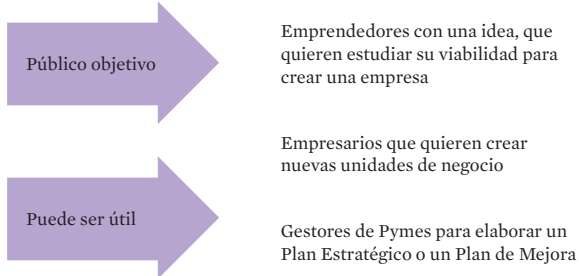 Público objetivo
Emprendedores con una idea, que
quieren estudiar su viabilidad para
crear una empresa
Empresarios que quieren crear
nuevas unidades de negocio
Puede ser útil
Gestores de Pymes para elaborar un
Plan Estratégico o un Plan de Mejora